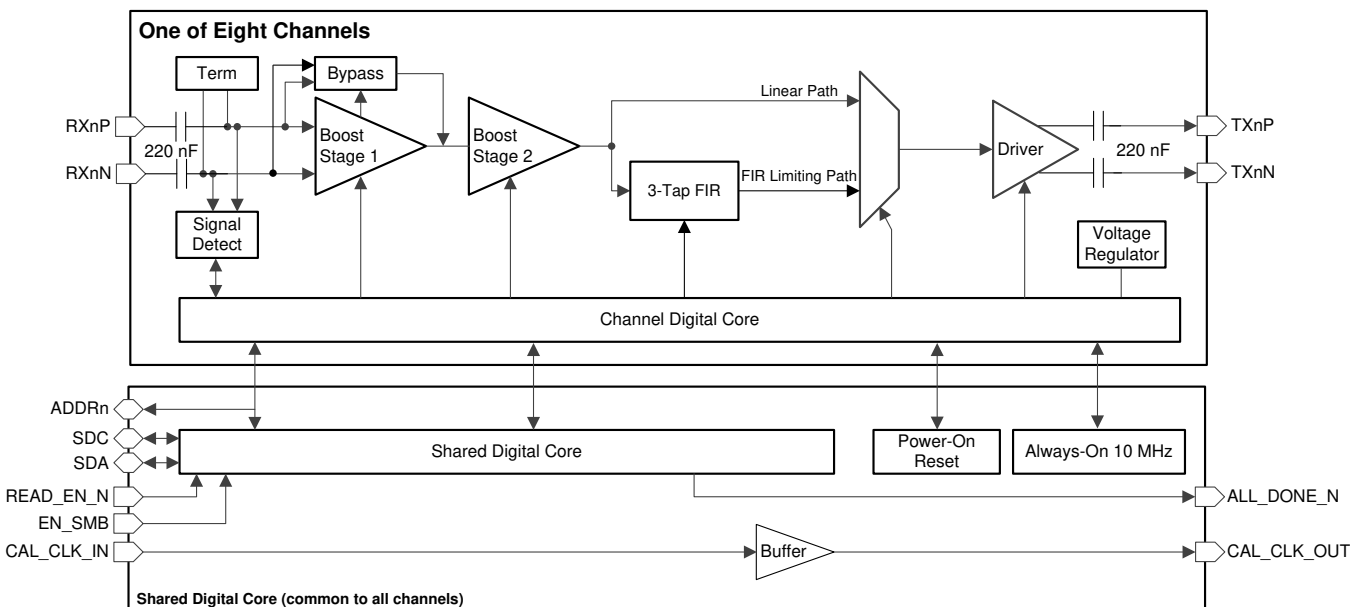 One of Eight Channels
Term
Bypass
Linear Path
RXnP
220 nF
RXnN
Boost
Stage 1
Boost
Stage 2
3-Tap FIR
FIR Limiting Path
Driver
220 nF
TXnP
TXnN
Signal
Detect
Voltage
Regulator
Channel Digital Core
ADDRn
SDC
SDA
READ_EN_N
EN_SMB
CAL_CLK_IN
Shared Digital Core
Power-On
Reset
Always-On 10 MHz
ALL_DONE_N
Buffer
CAL_CLK_OUT
Shared Digital Core (common to all channels)